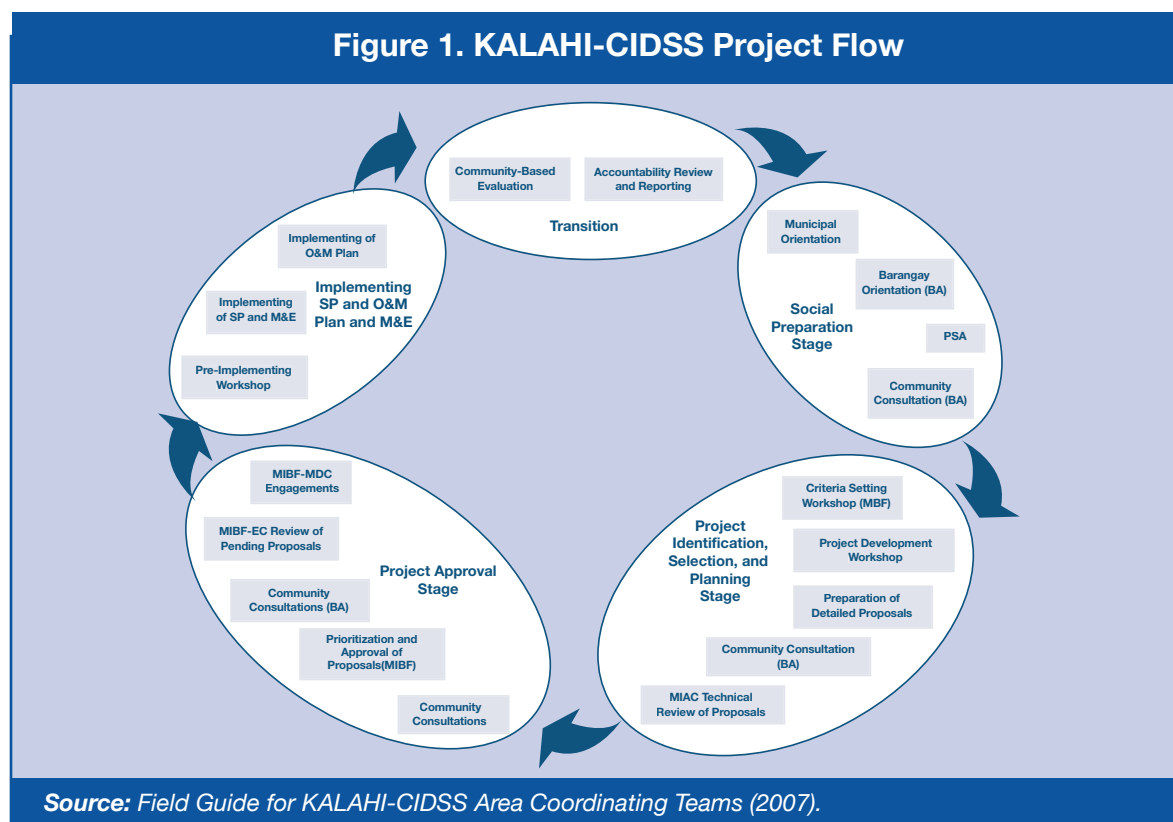 Figure 1. KALAHI-CIDSS Project Flow
Community-Based
Evaluation
Accountability Review
and Reporting
Transition
Municipal
Orientation
Barangay
Orientation (BA)
Social
Preparation
Stage
PSA
Community
Consultation (BA)
Criteria Setting
Workshop (MBF)
Project
Identification,
Selection, and
Planning
Stage
Project Development
Workshop
Preparation of
Detailed Proposals
Community Consultation
(BA)
MIAC Technical
Review of Proposals
MIBF-MDC
Engagements
MIBF-EC Review of
Pending Proposals
Project Approval
Stage
Community
Consultations (BA)
Prioritization and
Approval of
Proposals(MIBF)
Community
Consultations
Implementing of
O&M Plan
Implementing
SP and O&M
Plan and M&E
Implementing
of SP and M&E
Pre-Implementing
Workshop
Source: Field Guide for KALAHI-CIDSS Area Coordinating Teams (2007).